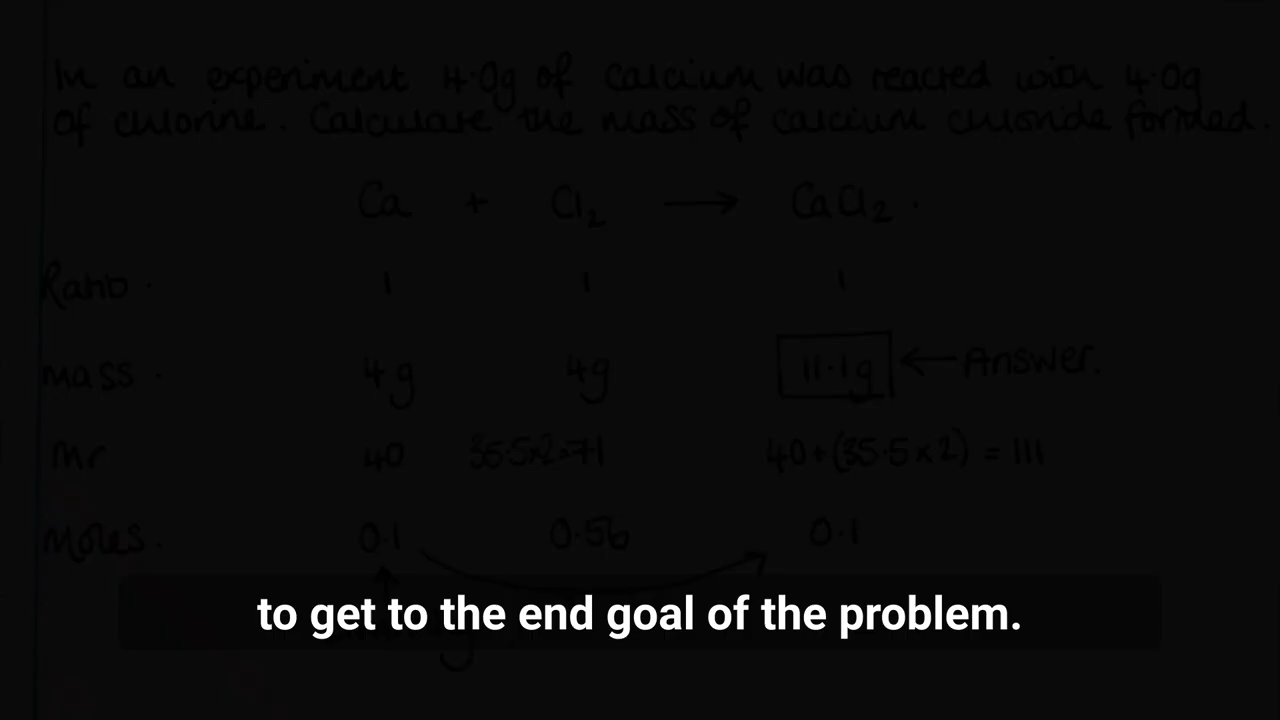 In an experiment 4.0g of calcium was reacted with 4.0g
of chlorine. Calculate the mass of calcium chloride formed.
Ca + Cl₂ → CaCl₂.
Ratio. 1 1 1
Mass. 4g 4g 11.1g ← Answer.
Mr 40 35.5x2=71 40+(35.5x2) = 111
Moles. 0.1 0.56 0.1
to get to the end goal of the problem.